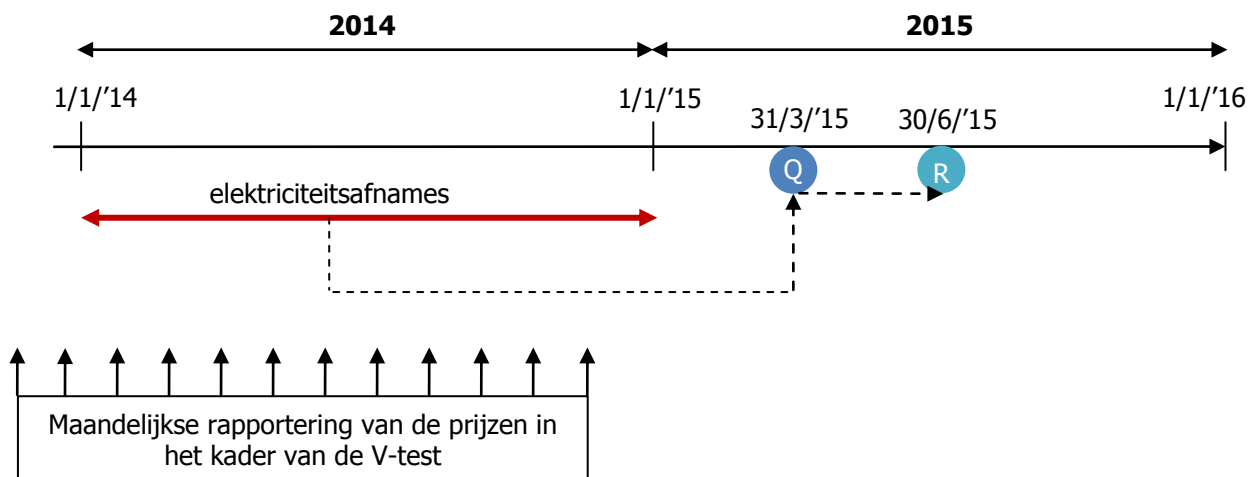 2014 2015
1/1/’14 1/1/’15 31/3/’15 30/6/’15 1/1/’16
Q R
elektriciteitsafnames
Maandelijkse rapportering van de prijzen in
het kader van de V-test